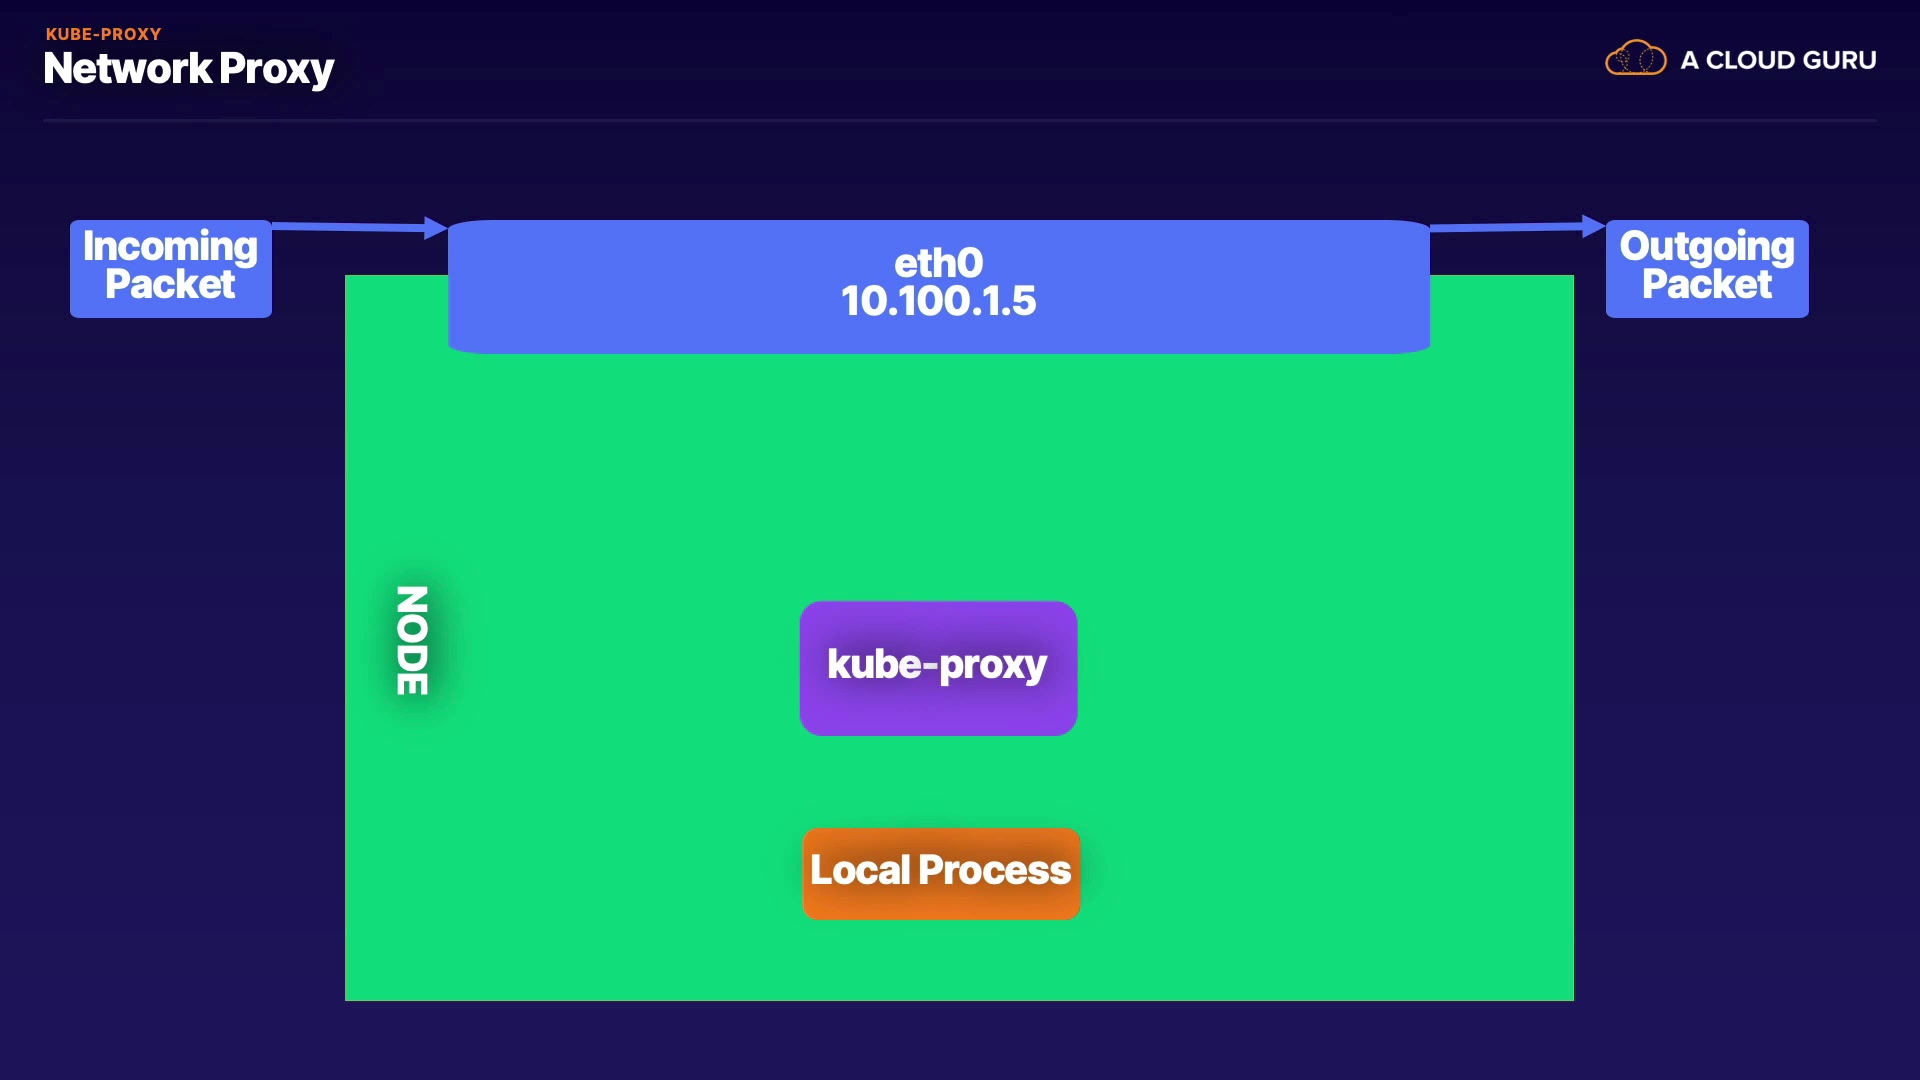 KUBE-PROXY
Network Proxy
A CLOUD GURU
Incoming
Packet
eth0
10.100.1.5
Outgoing
Packet
NODE
kube-proxy
Local Process